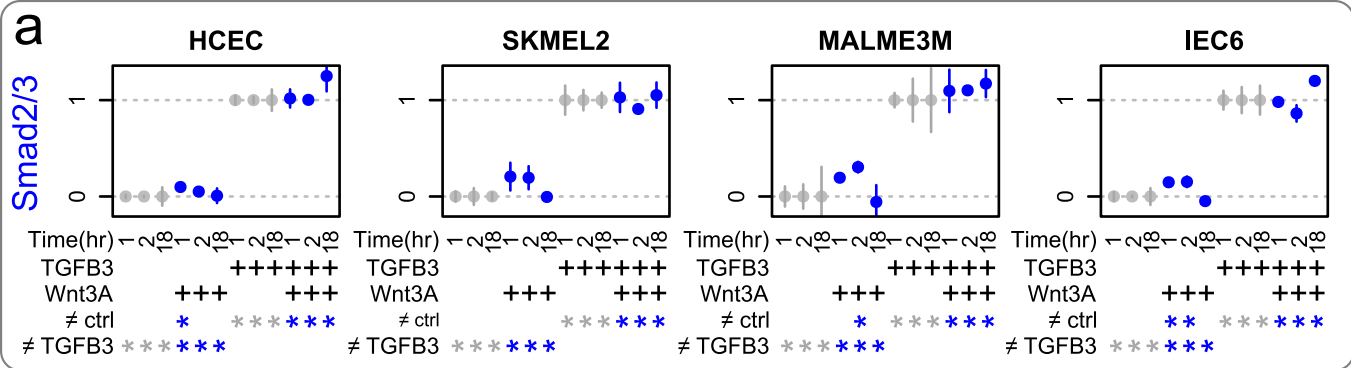 a
HCEC SKMEL2 MALME3M IEC6
Smad2/3
1 1 1 1
0 0 0 0
Time(hr) 1 2 18 1 2 18 1 2 18 1 2 18 Time(hr) 1 2 18 1 2 18 1 2 18 1 2 18 Time(hr) 1 2 18 1 2 18 1 2 18 1 2 18 Time(hr) 1 2 18 1 2 18 1 2 18 1 2 18
TGFB3 ++++++ TGFB3 ++++++ TGFB3 ++++++ TGFB3 ++++++
Wnt3A +++ +++ Wnt3A +++ +++ Wnt3A +++ +++ Wnt3A +++ +++
≠ ctrl * ****** ≠ ctrl ****** ≠ ctrl * ****** ≠ ctrl ** ******
≠ TGFB3 ****** ≠ TGFB3 ****** ≠ TGFB3 ****** ≠ TGFB3 ******